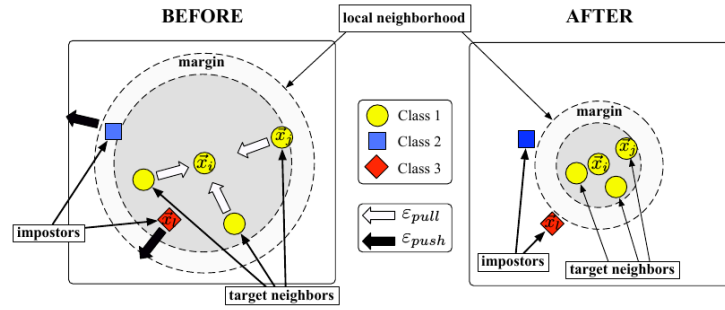 BEFORE
local neighborhood
AFTER
margin
margin
Class 1
Class 2
Class 3
x⃗i
x⃗j
x⃗l
x⃗i
x⃗j
x⃗l
εpull
εpush
impostors
target neighbors
impostors
target neighbors